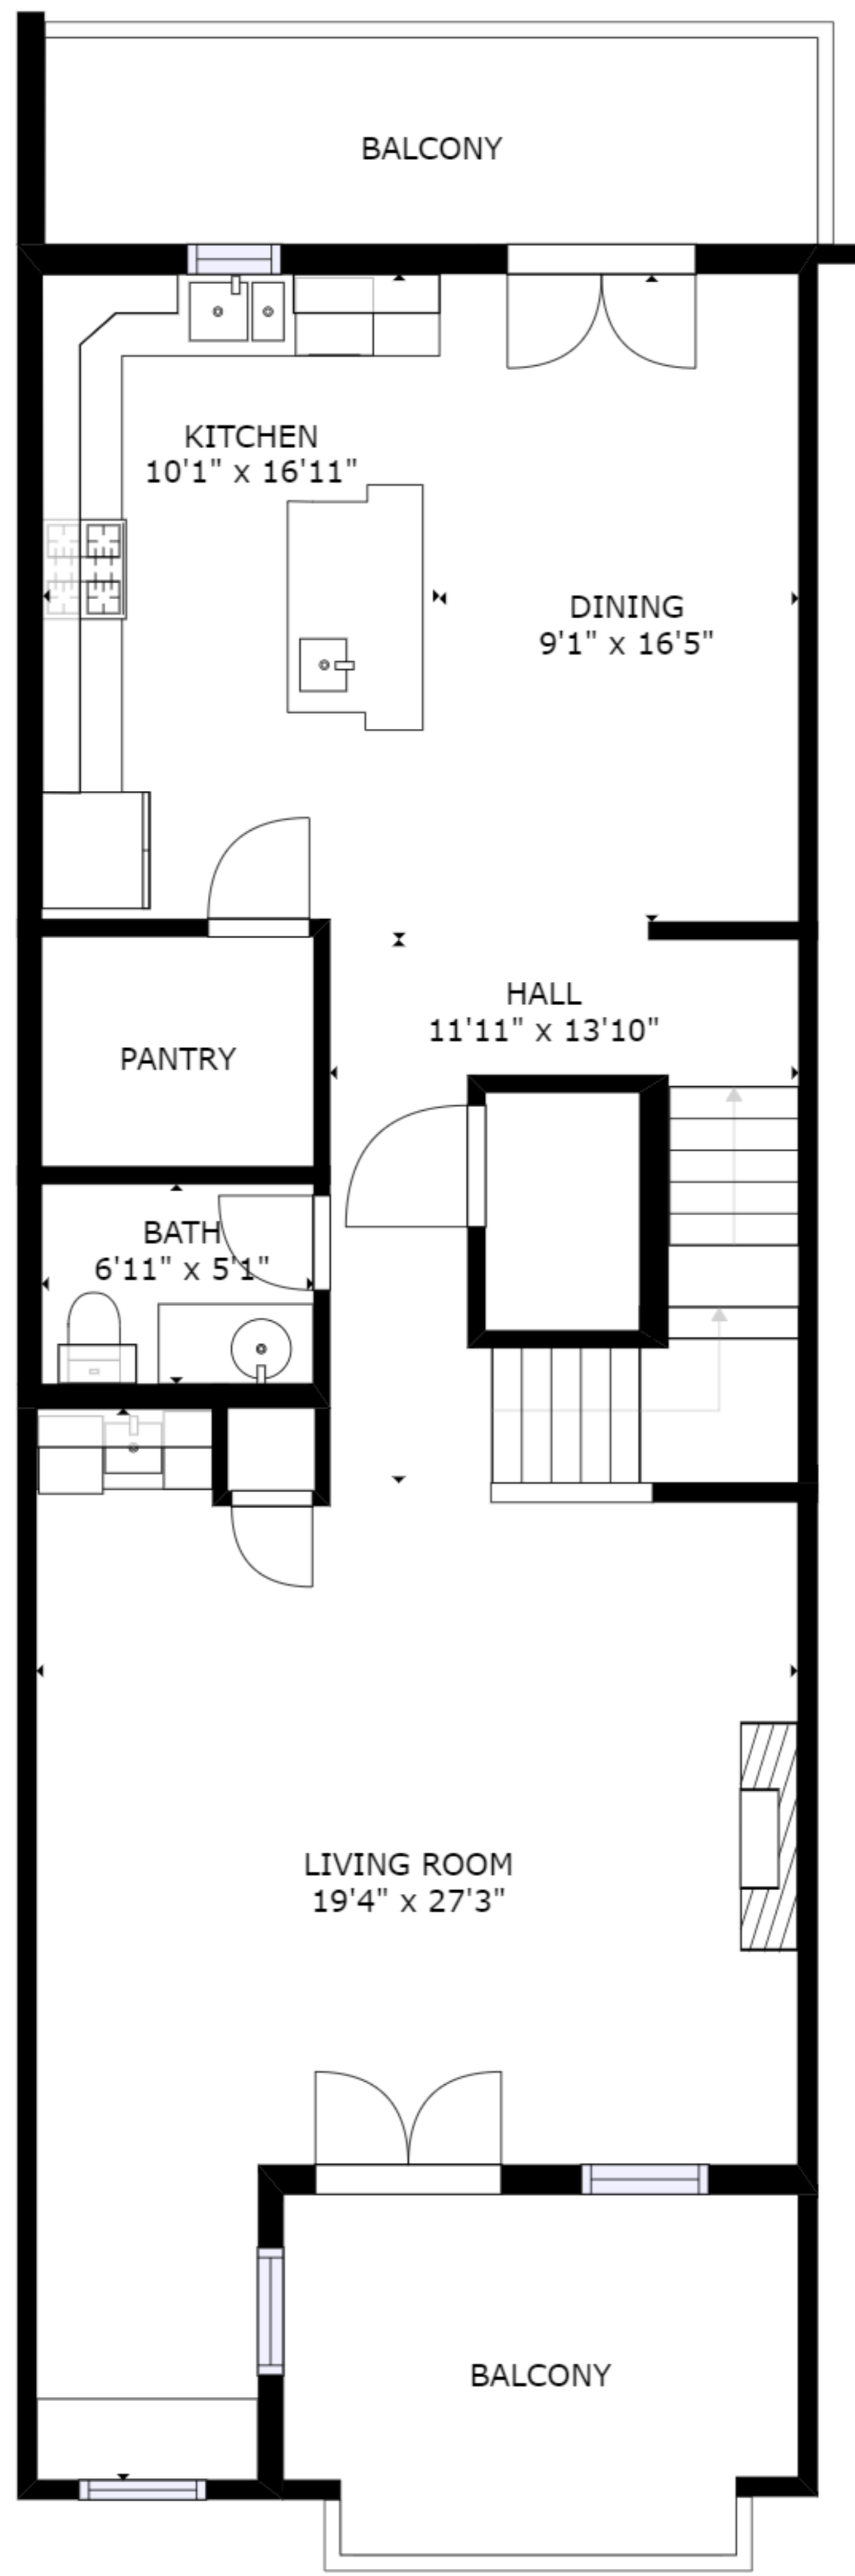 BALCONY
KITCHEN
10'1" x 16'11"
DINING
9'1" x 16'5"
HALL
11'11" x 13'10"
PANTRY
BATH
6'11" x 5'1"
LIVING ROOM
19'4" x 27'3"
BALCONY